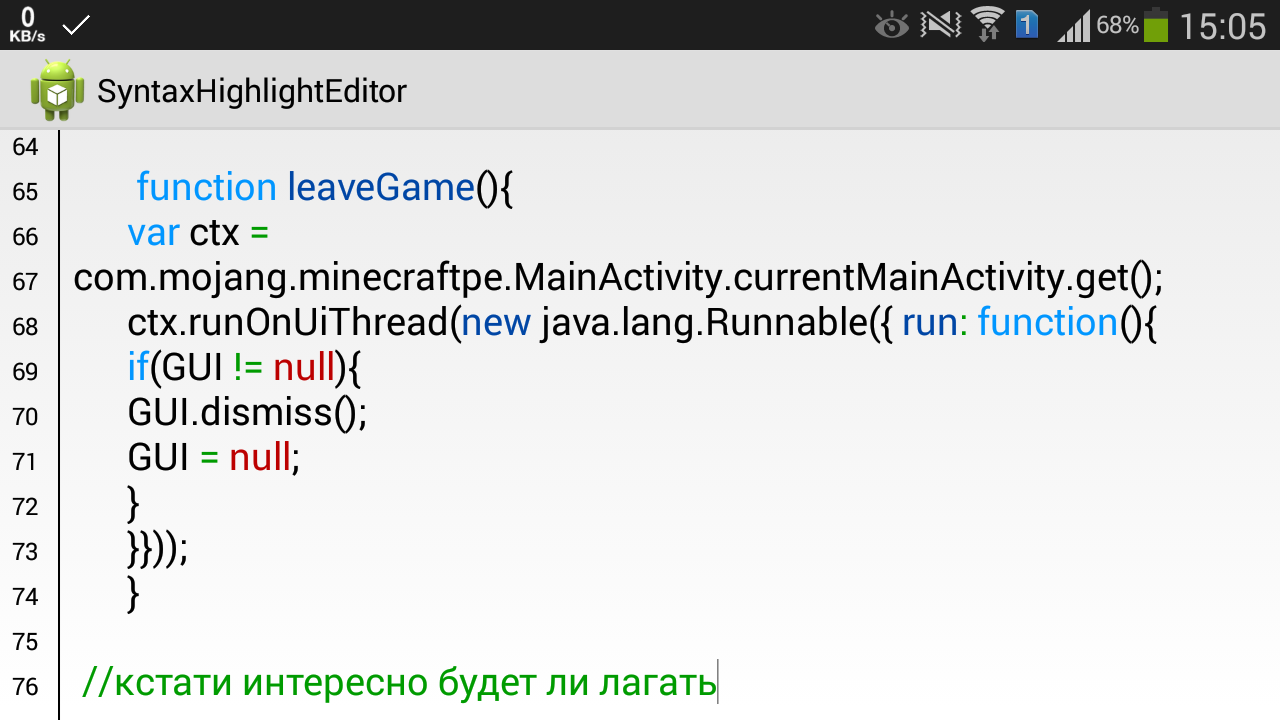 0
KB/s
1
68%
15:05
SyntaxHighlightEditor
64
65 function leaveGame(){
66 var ctx =
67 com.mojang.minecraftpe.MainActivity.currentMainActivity.get();
68 ctx.runOnUiThread(new java.lang.Runnable({ run: function(){
69 if(GUI != null){
70 GUI.dismiss();
71 GUI = null;
72 }
73 }}));
74 }
75
76 //кстати интересно будет ли лагать